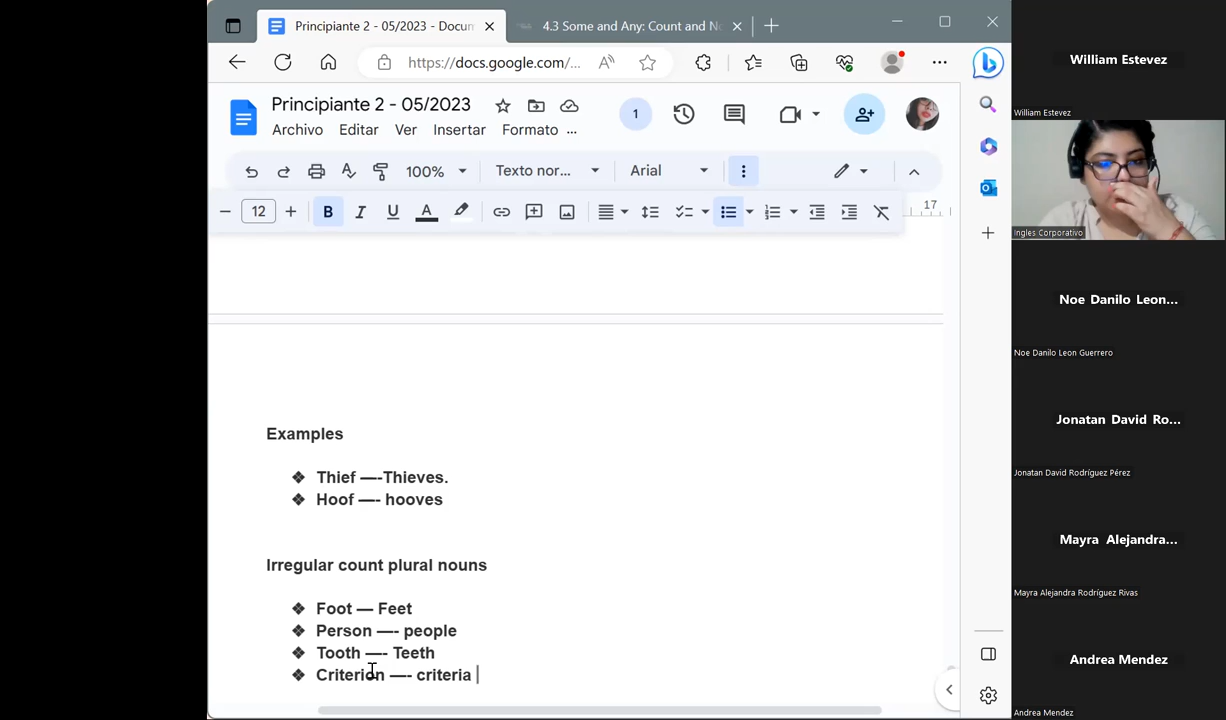 Principiante 2 - 05/2023 - Docum
4.3 Some and Any: Count and No
https://docs.google.com/...
Principiante 2 - 05/2023
Archivo Editar Ver Insertar Formato ...
1
100% Texto nor... Arial
12 B I U A
17
Examples
❖ Thief —-Thieves.
❖ Hoof —- hooves
Irregular count plural nouns
❖ Foot — Feet
❖ Person —- people
❖ Tooth —- Teeth
❖ Criterion —- criteria
William Estevez
William Estevez
Ingles Corporativo
Noe Danilo Leon...
Noe Danilo Leon Guerrero
Jonatan David Ro...
Jonatan David Rodríguez Pérez
Mayra Alejandra...
Mayra Alejandra Rodríguez Rivas
Andrea Mendez
Andrea Mendez